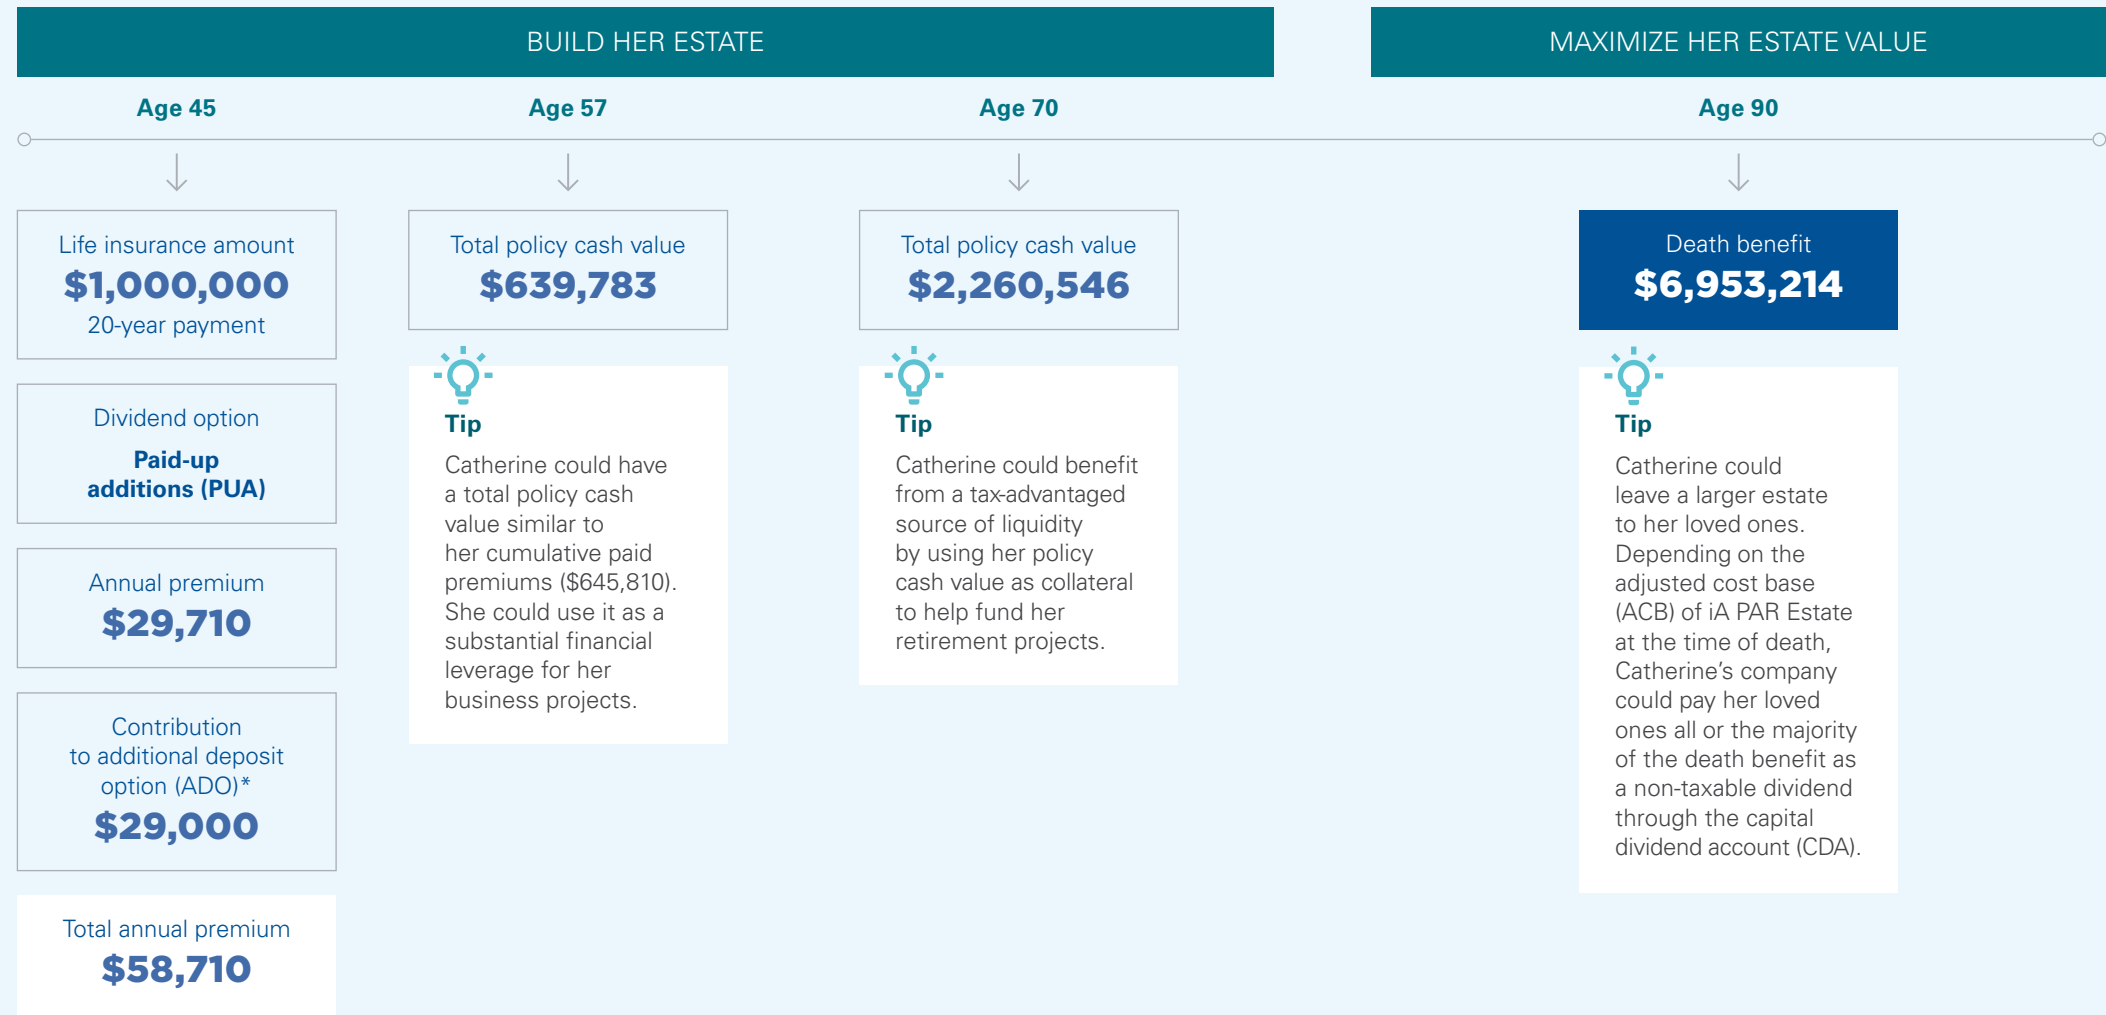 BUILD HER ESTATE
MAXIMIZE HER ESTATE VALUE
Age 45
Age 57
Age 70
Age 90
Life insurance amount
$1,000,000
20-year payment
Dividend option
Paid-up
additions (PUA)
Annual premium
$29,710
Contribution
to additional deposit
option (ADO)*
$29,000
Total annual premium
$58,710
Total policy cash value
$639,783
Tip
Catherine could have
a total policy cash
value similar to
her cumulative paid
premiums ($645,810).
She could use it as a
substantial financial
leverage for her
business projects.
Total policy cash value
$2,260,546
Tip
Catherine could benefit
from a tax-advantaged
source of liquidity
by using her policy
cash value as collateral
to help fund her
retirement projects.
Death benefit
$6,953,214
Tip
Catherine could
leave a larger estate
to her loved ones.
Depending on the
adjusted cost base
(ACB) of iA PAR Estate
at the time of death,
Catherine's company
could pay her loved
ones all or the majority
of the death benefit as
a non-taxable dividend
through the capital
dividend account (CDA).